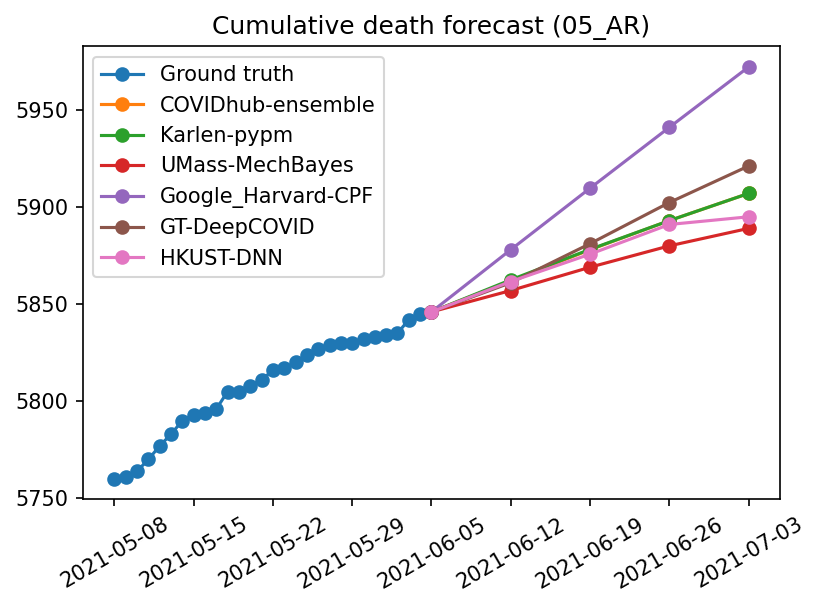 Cumulative death forecast (05_AR)
Ground truth
COVIDhub-ensemble
Karlen-pypm
UMass-MechBayes
Google_Harvard-CPF
GT-DeepCOVID
HKUST-DNN
5950
5900
5850
5800
5750
2021-05-08
2021-05-15
2021-05-22
2021-05-29
2021-06-05
2021-06-12
2021-06-19
2021-06-26
2021-07-03